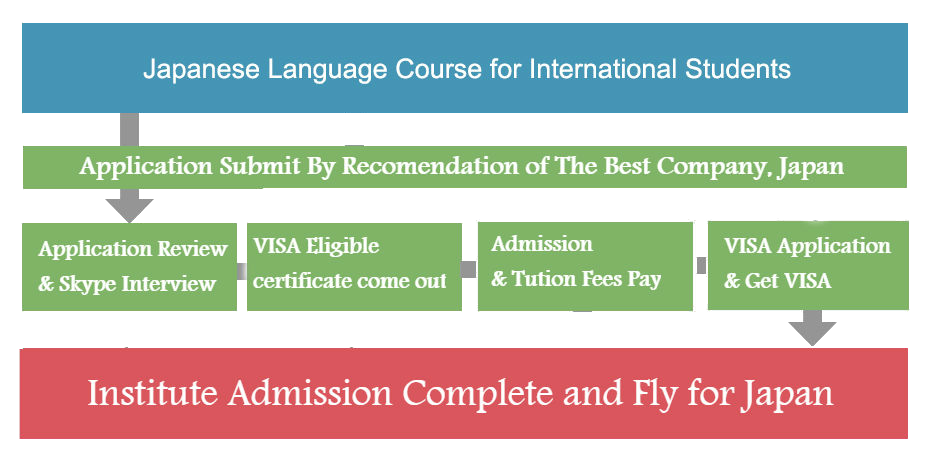 Japanese Language Course for International Students
Application Submit By Recomendation of The Best Company, Japan
Application Review
& Skype Interview
VISA Eligible
certificate come out
Admission
& Tution Fees Pay
VISA Application
& Get VISA
Institute Admission Complete and Fly for Japan